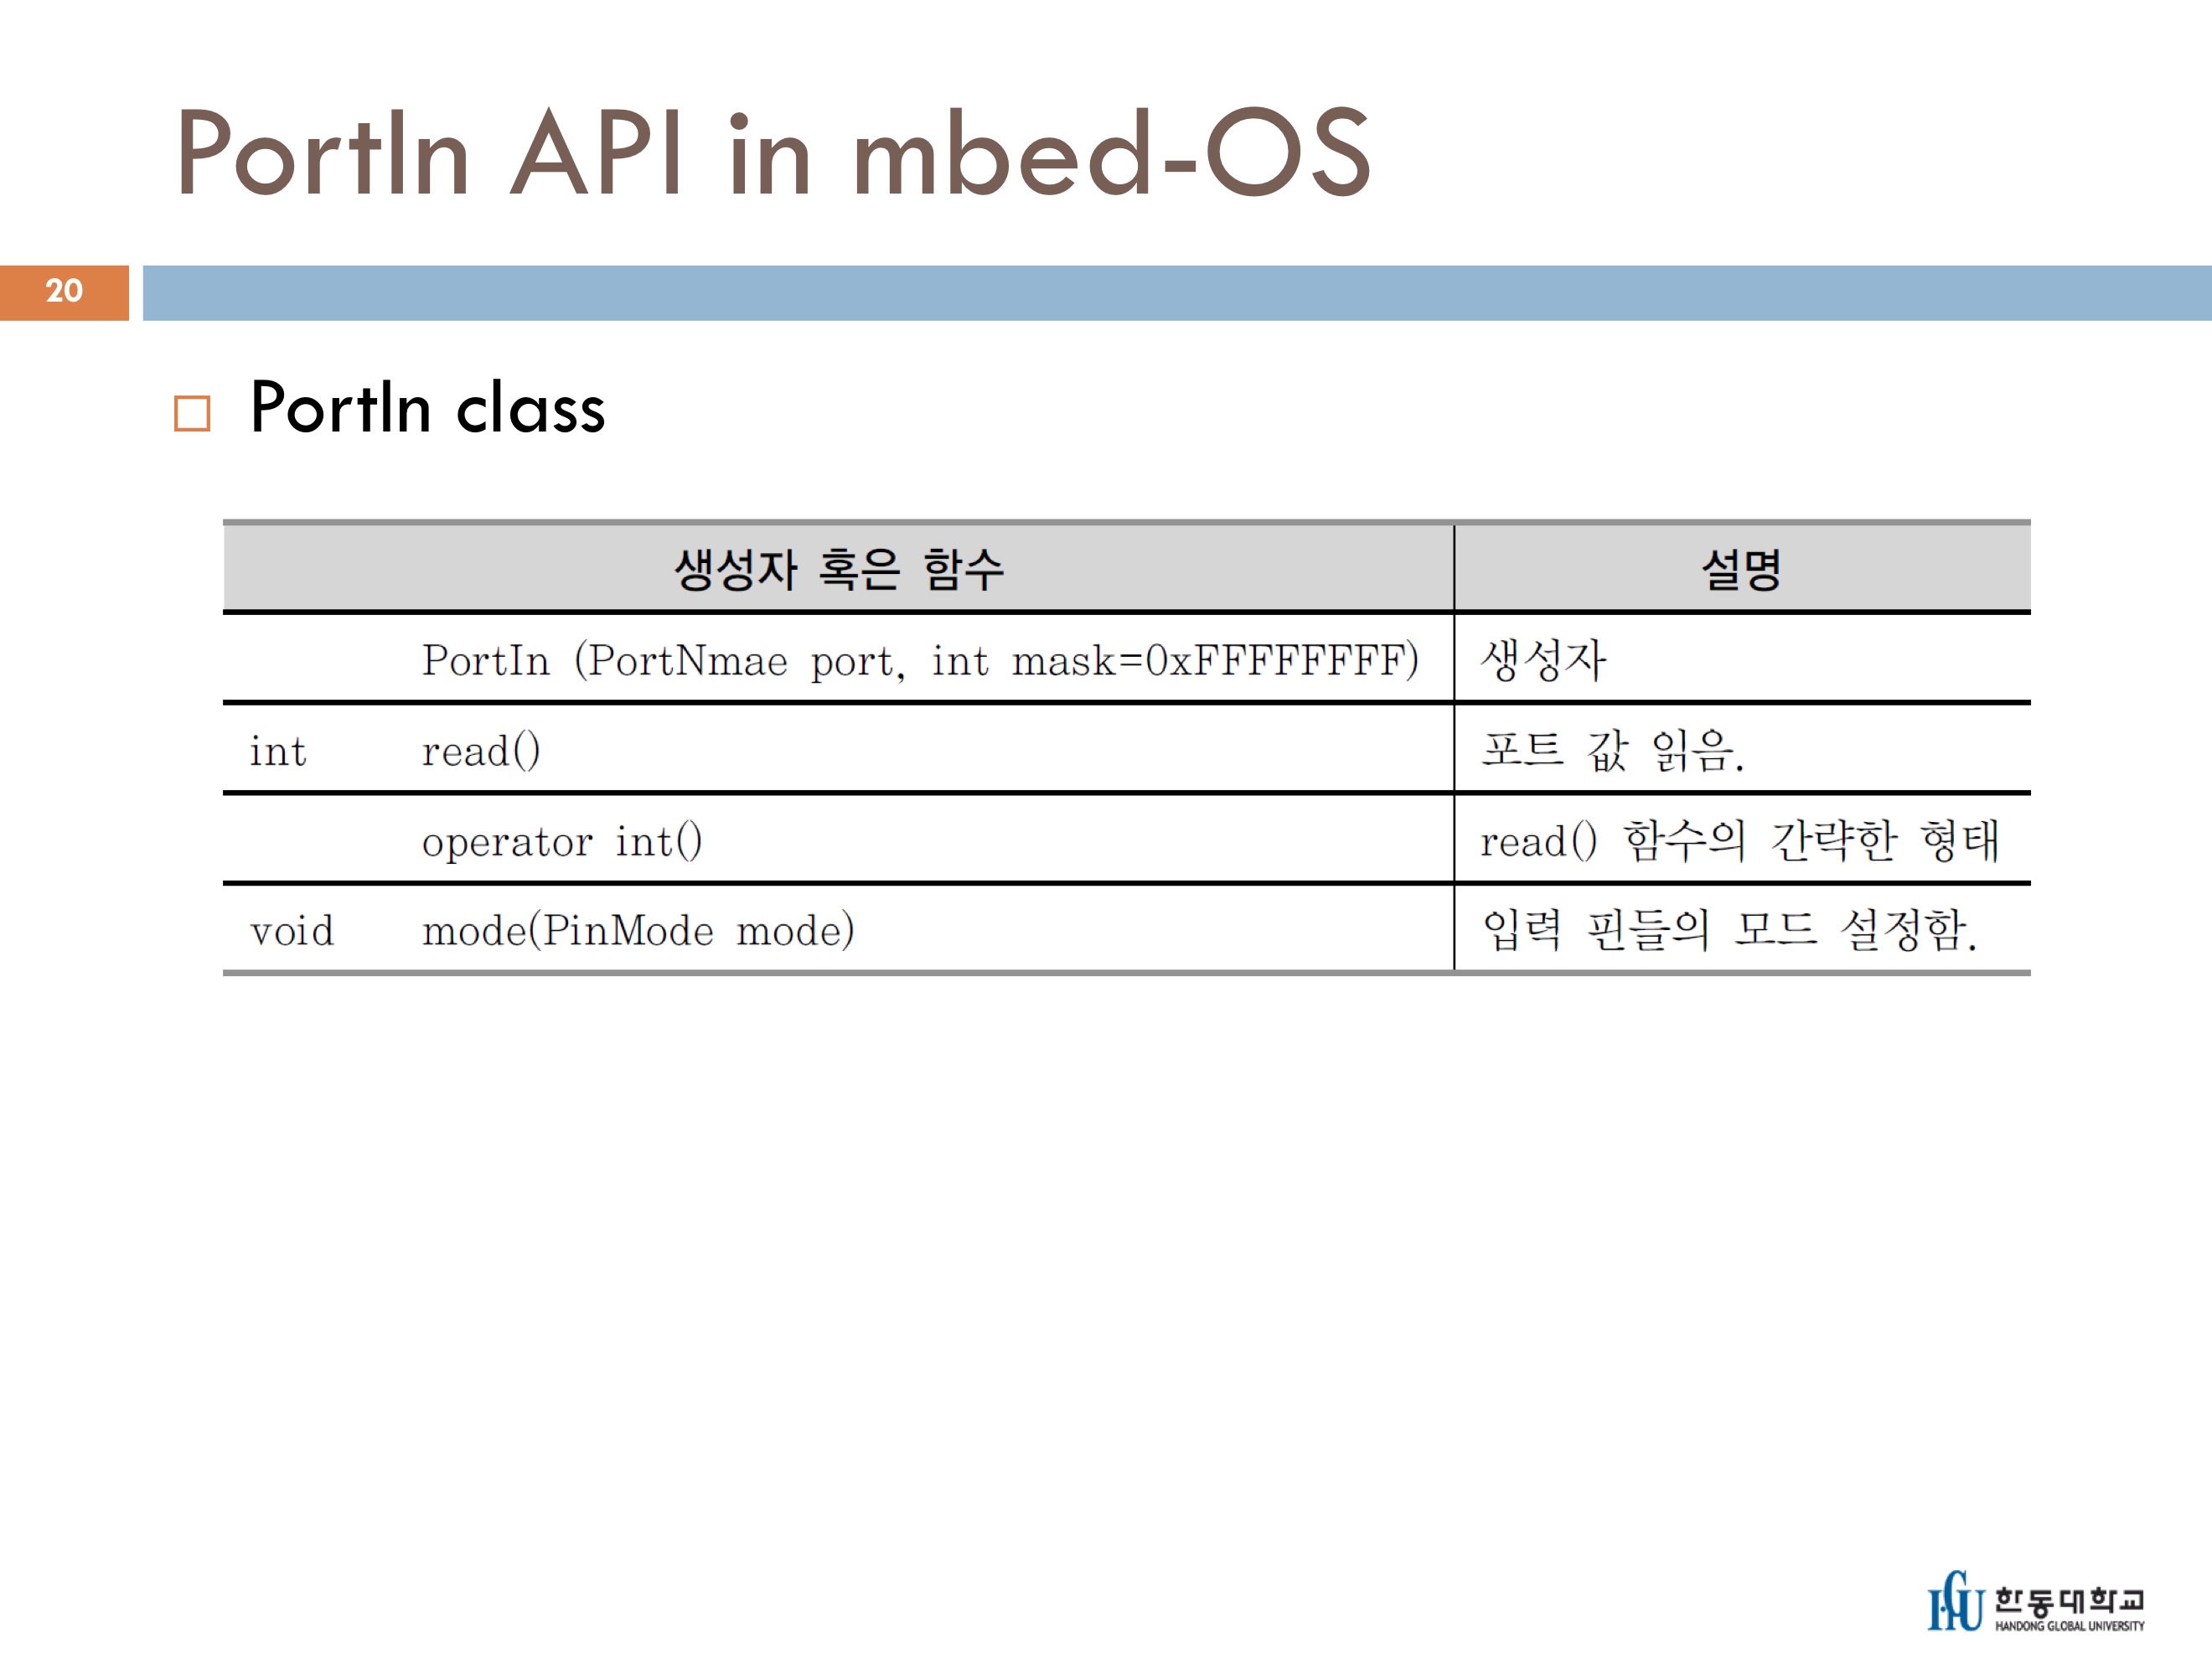 PortIn API in mbed-OS
20
PortIn class
생성자 혹은 함수 설명
PortIn (PortNmae port, int mask=0xFFFFFFFF) 생성자
int read() 포트 값 읽음.
operator int() read() 함수의 간략한 형태
void mode(PinMode mode) 입력 핀들의 모드 설정함.
HGU 한동대학교
HANDONG GLOBAL UNIVERSITY